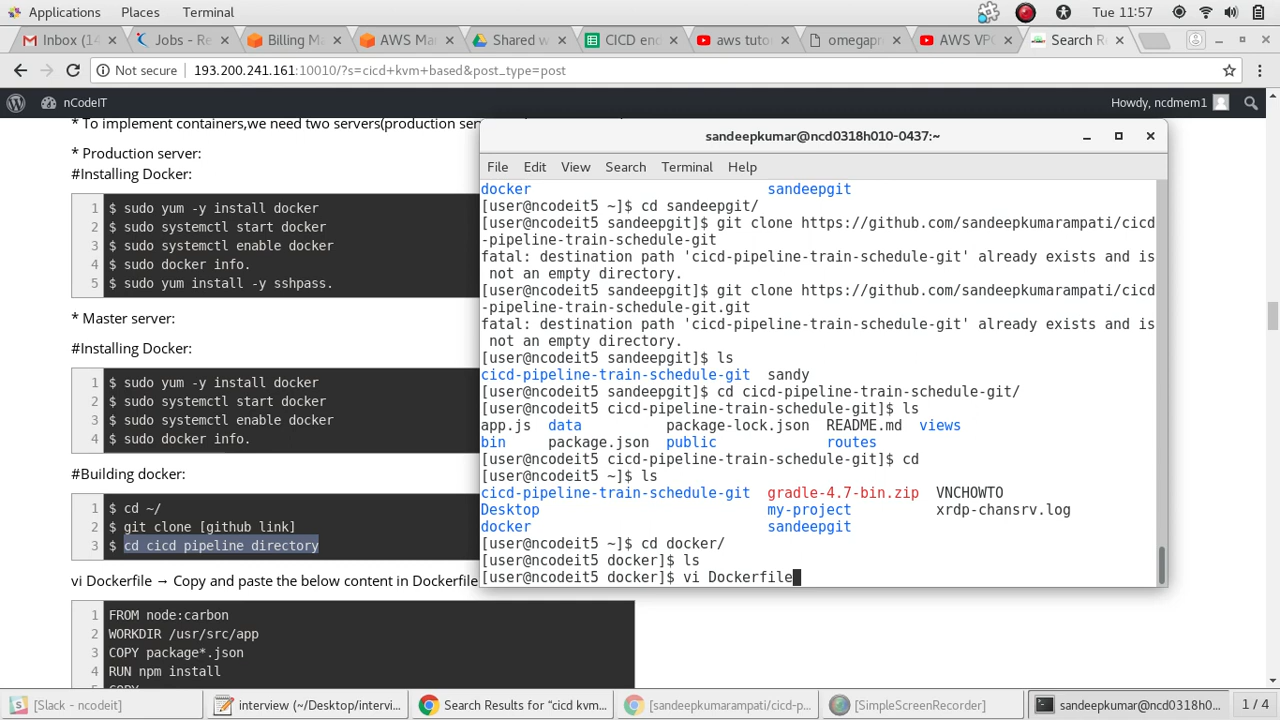 Applications Places Terminal Tue 11:57
Inbox (14 Jobs - Re Billing M AWS Ma Shared w CICD en aws tuto omegap AWS VP Search R
Not secure 193.200.241.161:10010/?s=cicd+kvm+based&post_type=post
nCodeIT Howdy, ncdmem1
* To implement containers,we need two servers(production se
* Production server:
#Installing Docker:
1 $ sudo yum -y install docker
2 $ sudo systemctl start docker
3 $ sudo systemctl enable docker
4 $ sudo docker info.
5 $ sudo yum install -y sshpass.
* Master server:
#Installing Docker:
1 $ sudo yum -y install docker
2 $ sudo systemctl start docker
3 $ sudo systemctl enable docker
4 $ sudo docker info.
#Building docker:
1 $ cd ~/
2 $ git clone [github link]
3 $ cd cicd pipeline directory
vi Dockerfile → Copy and paste the below content in Dockerfile
1 FROM node:carbon
2 WORKDIR /usr/src/app
3 COPY package*.json
4 RUN npm install
sandeepkumar@ncd0318h010-0437:~
File Edit View Search Terminal Help
docker sandeepgit
[user@ncodeit5 ~]$ cd sandeepgit/
[user@ncodeit5 sandeepgit]$ git clone https://github.com/sandeepkumarampati/cicd
-pipeline-train-schedule-git
fatal: destination path 'cicd-pipeline-train-schedule-git' already exists and is
not an empty directory.
[user@ncodeit5 sandeepgit]$ git clone https://github.com/sandeepkumarampati/cicd
-pipeline-train-schedule-git.git
fatal: destination path 'cicd-pipeline-train-schedule-git' already exists and is
not an empty directory.
[user@ncodeit5 sandeepgit]$ ls
cicd-pipeline-train-schedule-git sandy
[user@ncodeit5 sandeepgit]$ cd cicd-pipeline-train-schedule-git/
[user@ncodeit5 cicd-pipeline-train-schedule-git]$ ls
app.js data package-lock.json README.md views
bin package.json public routes
[user@ncodeit5 cicd-pipeline-train-schedule-git]$ cd
[user@ncodeit5 ~]$ ls
cicd-pipeline-train-schedule-git gradle-4.7-bin.zip VNCHOWTO
Desktop my-project xrdp-chansrv.log
docker sandeepgit
[user@ncodeit5 ~]$ cd docker/
[user@ncodeit5 docker]$ ls
[user@ncodeit5 docker]$ vi Dockerfile
[Slack - ncodeit] interview (~/Desktop/intervi... Search Results for “cicd kvm... [sandeepkumarampati/cicd-p... [SimpleScreenRecorder] sandeepkumar@ncd0318h0... 1 / 4